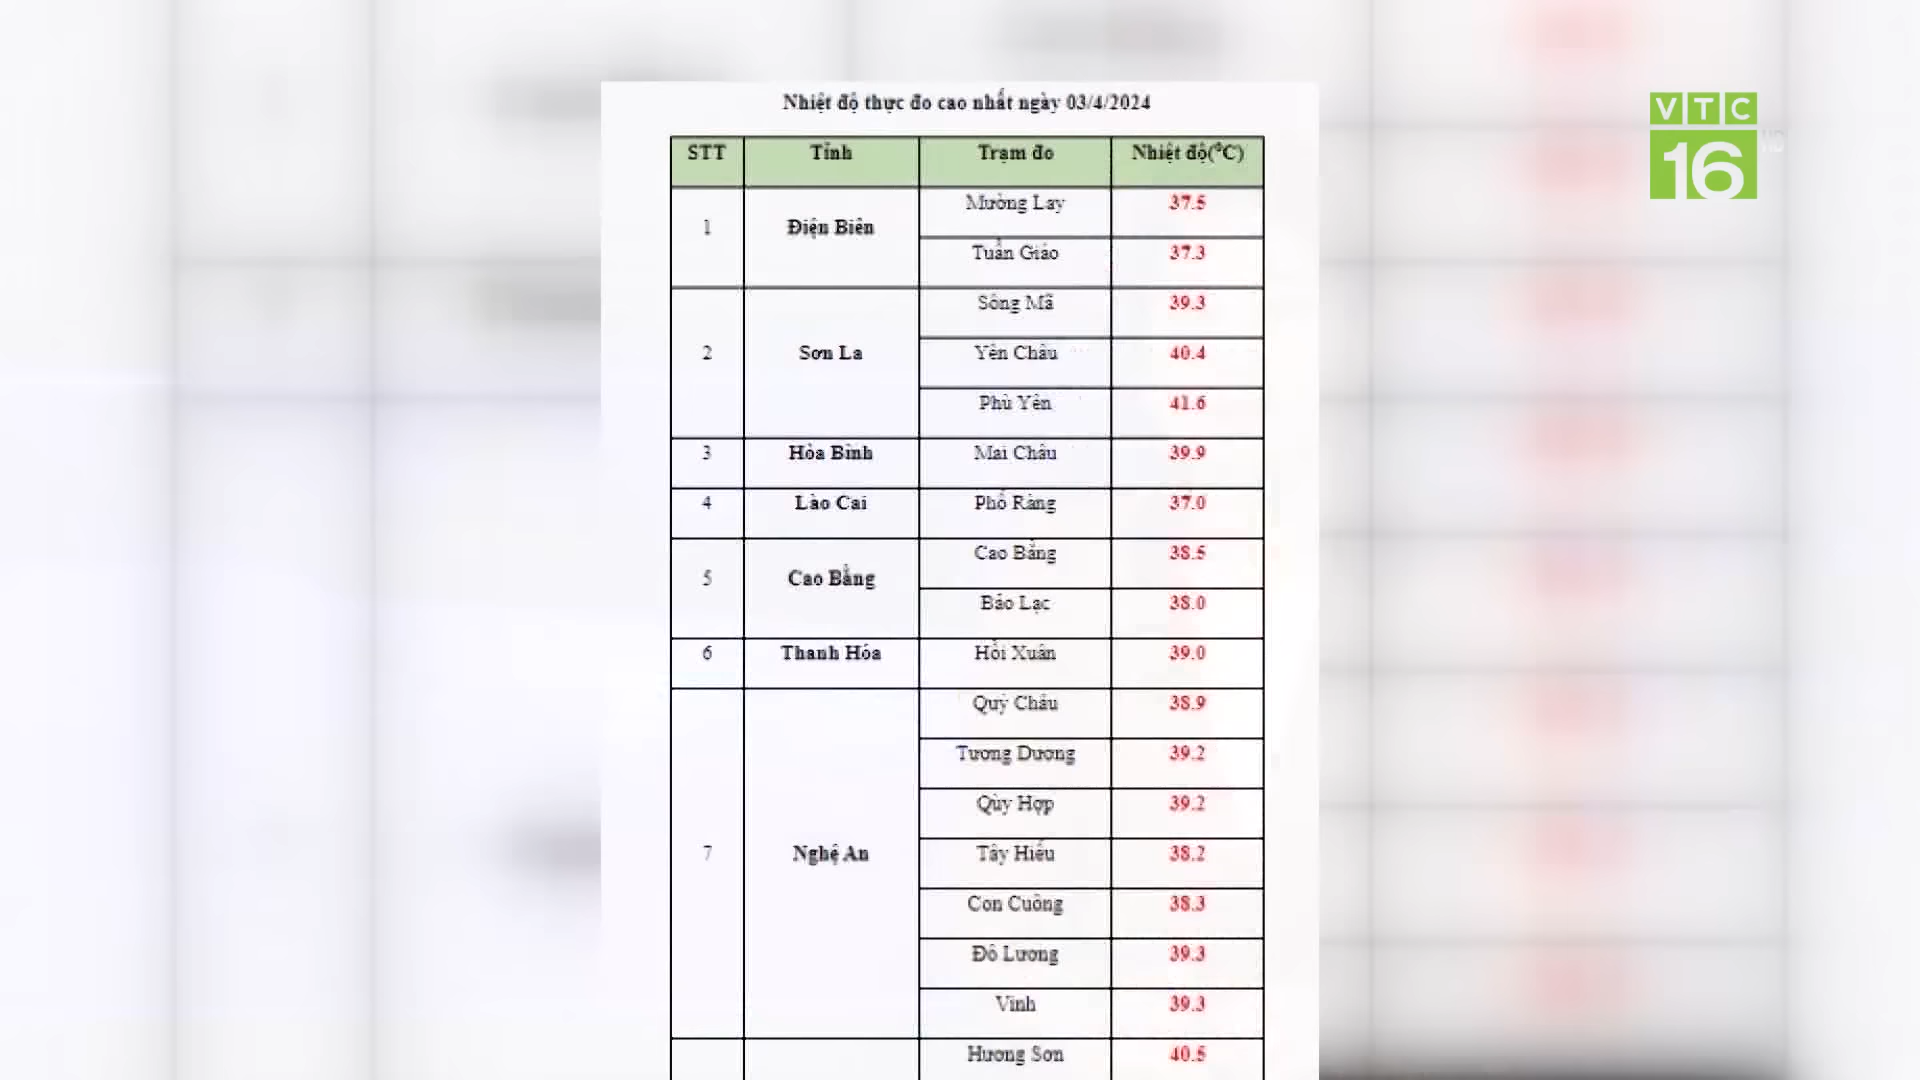 Nhiệt độ thực đo cao nhất ngày 03/4/2024
VTC
16
HD
STT Tỉnh Trạm đo Nhiệt độ(°C)
1 Điện Biên Mường Lay 37.5
Tuần Giáo 37.3
2 Sơn La Sông Mã 39.3
Yên Châu 40.4
Phù Yên 41.6
3 Hòa Bình Mai Châu 39.9
4 Lào Cai Phố Ràng 37.0
5 Cao Bằng Cao Bằng 38.5
Bảo Lạc 38.0
6 Thanh Hóa Hồi Xuân 39.0
7 Nghệ An Quỳ Châu 38.9
Tương Dương 39.2
Qùy Hợp 39.2
Tây Hiếu 38.2
Con Cuông 38.3
Đô Lương 39.3
Vinh 39.3
Hương Sơn 40.5